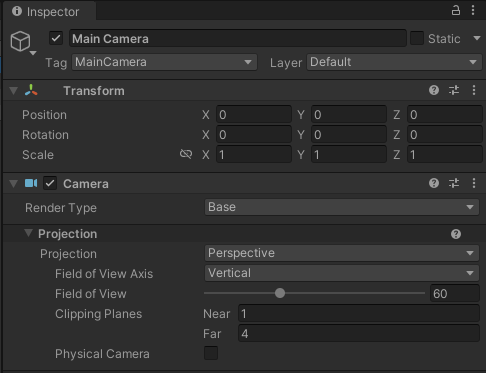 Inspector
Main Camera Static
Tag MainCamera Layer Default
Transform
Position X 0 Y 0 Z 0
Rotation X 0 Y 0 Z 0
Scale X 1 Y 1 Z 1
Camera
Render Type Base
Projection
Projection Perspective
Field of View Axis Vertical
Field of View 60
Clipping Planes Near 1
Far 4
Physical Camera